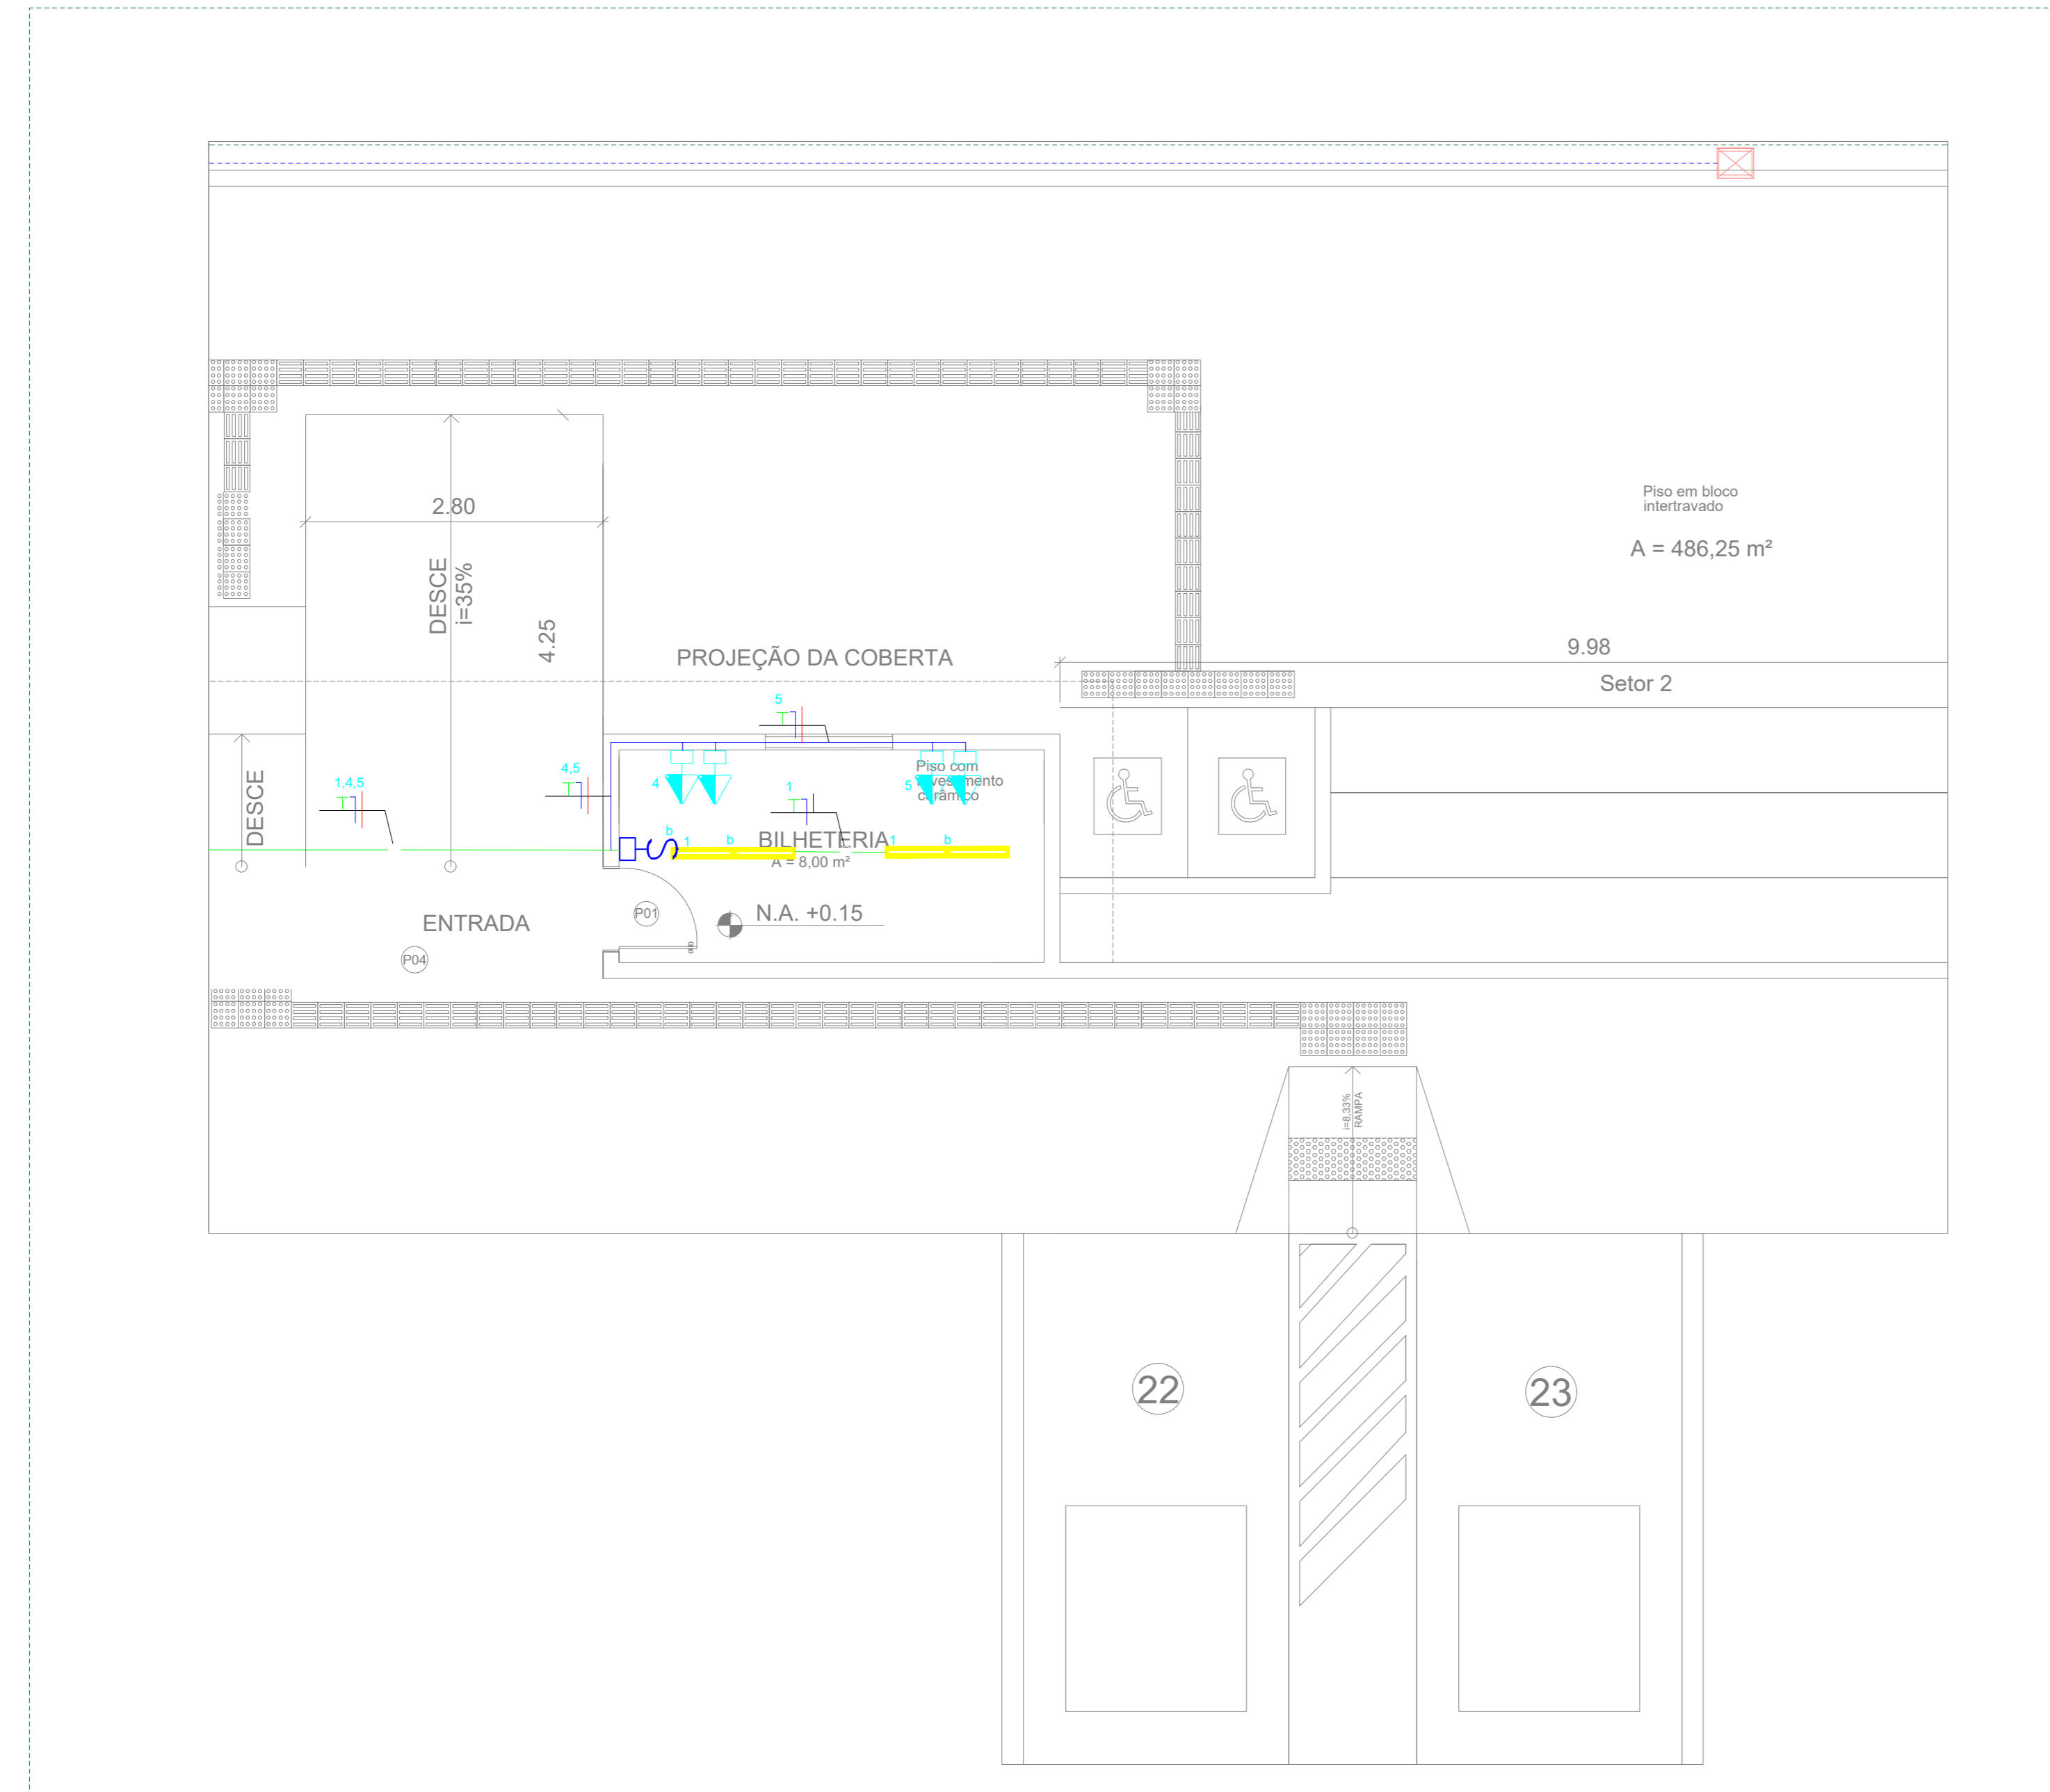 Piso em bloco
intertravado
A = 486,25 m²
2.80
DESCE
i=35%
4.25
PROJEÇÃO DA COBERTA
9.98
Setor 2
5
DESCE
1,4,5
4,5
4
5
Piso com
revestimento
cerâmico
1
b
1
b
BILHETERIA
A = 8,00 m²
1
b
P01
N.A. +0.15
ENTRADA
P04
i=8,33%
RAMPA
22
23